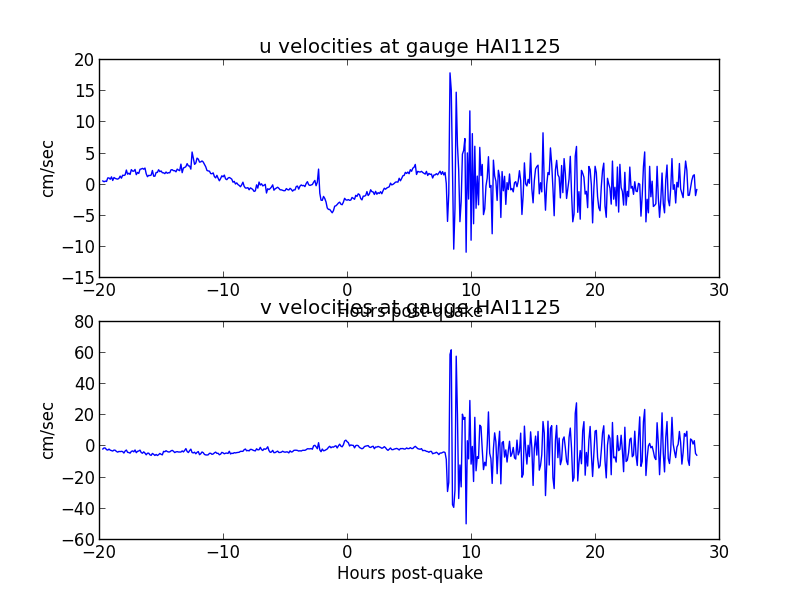 u velocities at gauge HAI1125
20
15
10
5
0
−5
−10
−15
cm/sec
−20 −10 0 10 20 30
Hours post-quake
v velocities at gauge HAI1125
80
60
40
20
0
−20
−40
−60
cm/sec
−20 −10 0 10 20 30
Hours post-quake